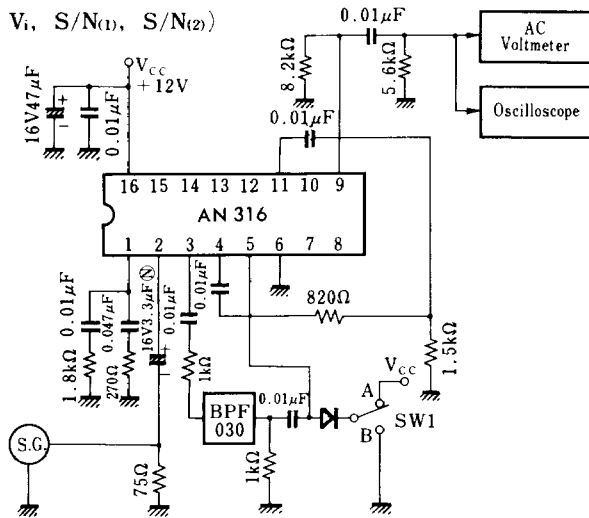 Vi, S/N(1), S/N(2))
VCC
+12V
16V47μF
+
−
0.01μF
8.2kΩ
0.01μF
5.6kΩ
AC
Voltmeter
Oscilloscope
0.01μF
16 15 14 13 12 11 10 9
AN 316
1 2 3 4 5 6 7 8
0.01μF
0.047μF
16V3.3μFⓃ
+
−
0.01μF
0.01μF
820Ω
1.5kΩ
1.8kΩ
270Ω
1kΩ
BPF
030
0.01μF
VCC
A
B
SW1
S.G.
75Ω
1kΩ